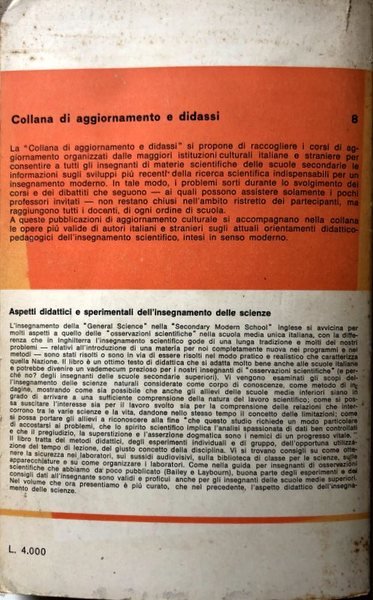 Collana di aggiornamento e didassi 8
La "Collana di aggiornamento e didassi" si propone di raccogliere i corsi di ag-
giornamento organizzati dalle maggiori istituzioni culturali italiane e straniere per
consentire a tutti gli insegnanti di materie scientifiche delle scuole secondarie le
informazioni sugli sviluppi più recenti della ricerca scientifica indispensabili per un
insegnamento moderno. In tale modo, i problemi sorti durante lo svolgimento dei
corsi e dei dibattiti che seguono — ai quali possono assistere solamente i pochi
professori invitati — non restano chiusi nell'ambito ristretto dei partecipanti, ma
raggiungono tutti i docenti, di ogni ordine di scuola.
A queste pubblicazioni di aggiornamento culturale si accompagnano nella collana
le opere più valide di autori italiani e stranieri sugli attuali orientamenti didattico-
pedagogici dell'insegnamento scientifico, intesi in senso moderno.
Aspetti didattici e sperimentali dell'insegnamento delle scienze
L'insegnamento della "General Science" nella "Secondary Modern School" inglese si avvicina per
molti aspetti a quello delle "osservazioni scientifiche" nella scuola media unica italiana, con la diffe-
renza che in Inghilterra l'insegnamento scientifico gode di una lunga tradizione e molti dei nostri
problemi — relativi all'introduzione di una materia per noi completamente nuova nei programmi e nei
metodi — sono stati risolti o sono in via di essere risolti nel modo pratico e realistico che caratterizza
quella Nazione. Il libro è un ottimo testo di didattica che si adatta molto bene anche alle scuole italiane
e potrebbe divenire un vademecum prezioso per i nostri insegnanti di "osservazioni scientifiche" (e per-
ché no? degli insegnanti delle scuole secondarie superiori). Vi vengono esaminati gli scopi del-
l'insegnamento delle scienze naturali considerate come corpo di conoscenze, come metodo di in-
dagine, mostrando come sia possibile che anche gli allievi delle scuole medie inferiori siano in
grado di arrivare a una sufficiente comprensione della natura del lavoro scientifico; come si pos-
sa suscitare l'interesse sia per il lavoro svolto sia per la comprensione delle relazioni che inter-
corrono tra le varie scienze e la vita, dandone nello stesso tempo il concetto delle limitazioni; come
si possa portare gli allievi a riconoscere alla fine "che questo studio richiede un modo particolare
di accostarsi ai problemi, che lo spirito scientifico implica l'analisi spassionata di dati ben controllati
e che il pregiudizio, la superstizione e l'asserzione dogmatica sono i nemici di un progresso vitale."
Il libro tratta dei metodi didattici, degli esperimenti individuali e di gruppo, dell'opportuna utilizza-
zione del tempo di lezione, del giusto concetto della disciplina. Vi si trovano consigli su come otte-
nere la sicurezza nei laboratori, sui sussidi audiovisivi, sulla biblioteca di classe per le scienze, sulle
apparecchiature e su come organizzare i laboratori. Come nella guida per insegnanti di osservazioni
scientifiche che abbiamo da poco pubblicato (Bailey e Laybourn), buona parte degli esperimenti e dei
consigli dati all'insegnante sono validi e proficui anche per gli insegnanti delle scuole medie superiori.
Nel volume che ora presentiamo è più curato, che nel precedente, l'aspetto didattico dell'insegna-
mento delle scienze.
L. 4.000